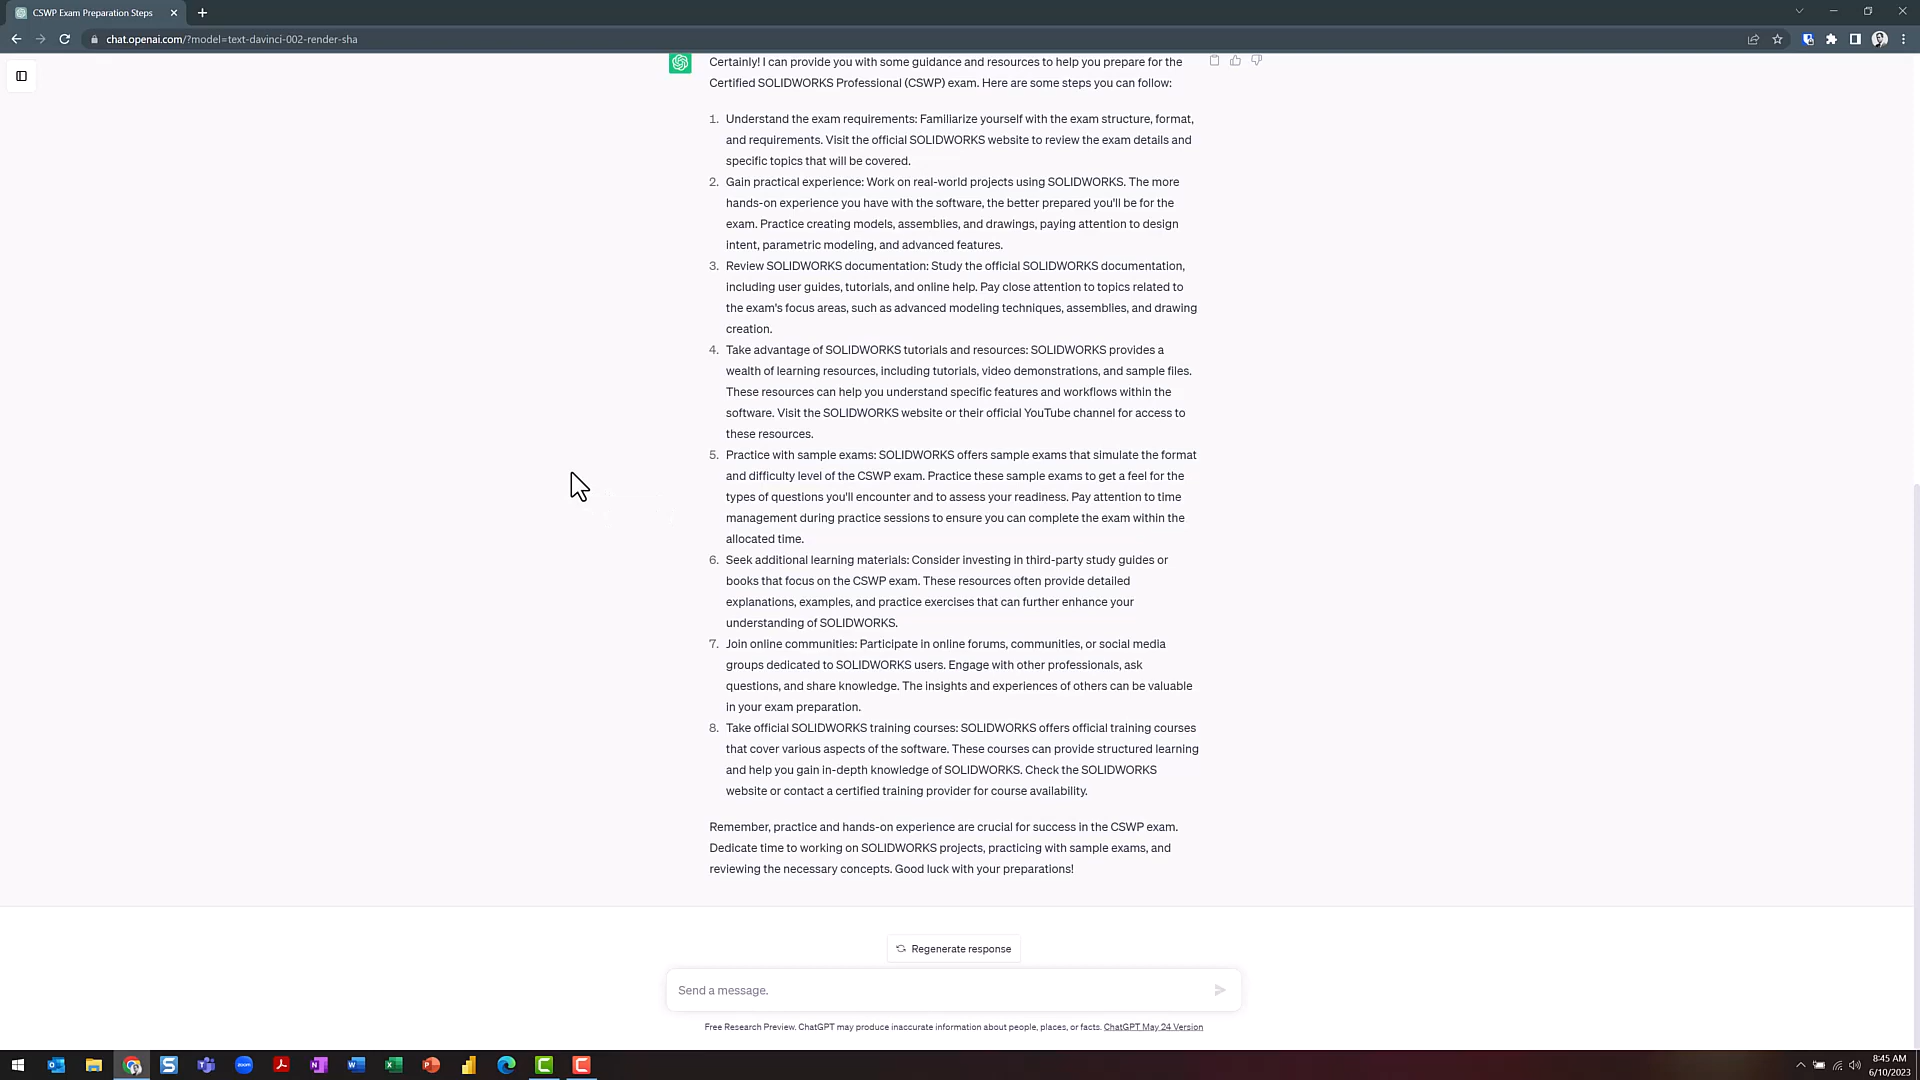 CSWP Exam Preparation Steps
chat.openai.com/?model=text-davinci-002-render-sha
Certainly! I can provide you with some guidance and resources to help you prepare for the
Certified SOLIDWORKS Professional (CSWP) exam. Here are some steps you can follow:
1. Understand the exam requirements: Familiarize yourself with the exam structure, format,
and requirements. Visit the official SOLIDWORKS website to review the exam details and
specific topics that will be covered.
2. Gain practical experience: Work on real-world projects using SOLIDWORKS. The more
hands-on experience you have with the software, the better prepared you'll be for the
exam. Practice creating models, assemblies, and drawings, paying attention to design
intent, parametric modeling, and advanced features.
3. Review SOLIDWORKS documentation: Study the official SOLIDWORKS documentation,
including user guides, tutorials, and online help. Pay close attention to topics related to
the exam's focus areas, such as advanced modeling techniques, assemblies, and drawing
creation.
4. Take advantage of SOLIDWORKS tutorials and resources: SOLIDWORKS provides a
wealth of learning resources, including tutorials, video demonstrations, and sample files.
These resources can help you understand specific features and workflows within the
software. Visit the SOLIDWORKS website or their official YouTube channel for access to
these resources.
5. Practice with sample exams: SOLIDWORKS offers sample exams that simulate the format
and difficulty level of the CSWP exam. Practice these sample exams to get a feel for the
types of questions you'll encounter and to assess your readiness. Pay attention to time
management during practice sessions to ensure you can complete the exam within the
allocated time.
6. Seek additional learning materials: Consider investing in third-party study guides or
books that focus on the CSWP exam. These resources often provide detailed
explanations, examples, and practice exercises that can further enhance your
understanding of SOLIDWORKS.
7. Join online communities: Participate in online forums, communities, or social media
groups dedicated to SOLIDWORKS users. Engage with other professionals, ask
questions, and share knowledge. The insights and experiences of others can be valuable
in your exam preparation.
8. Take official SOLIDWORKS training courses: SOLIDWORKS offers official training courses
that cover various aspects of the software. These courses can provide structured learning
and help you gain in-depth knowledge of SOLIDWORKS. Check the SOLIDWORKS
website or contact a certified training provider for course availability.
Remember, practice and hands-on experience are crucial for success in the CSWP exam.
Dedicate time to working on SOLIDWORKS projects, practicing with sample exams, and
reviewing the necessary concepts. Good luck with your preparations!
Regenerate response
Send a message.
Free Research Preview. ChatGPT may produce inaccurate information about people, places, or facts. ChatGPT May 24 Version
8:45 AM
6/10/2023